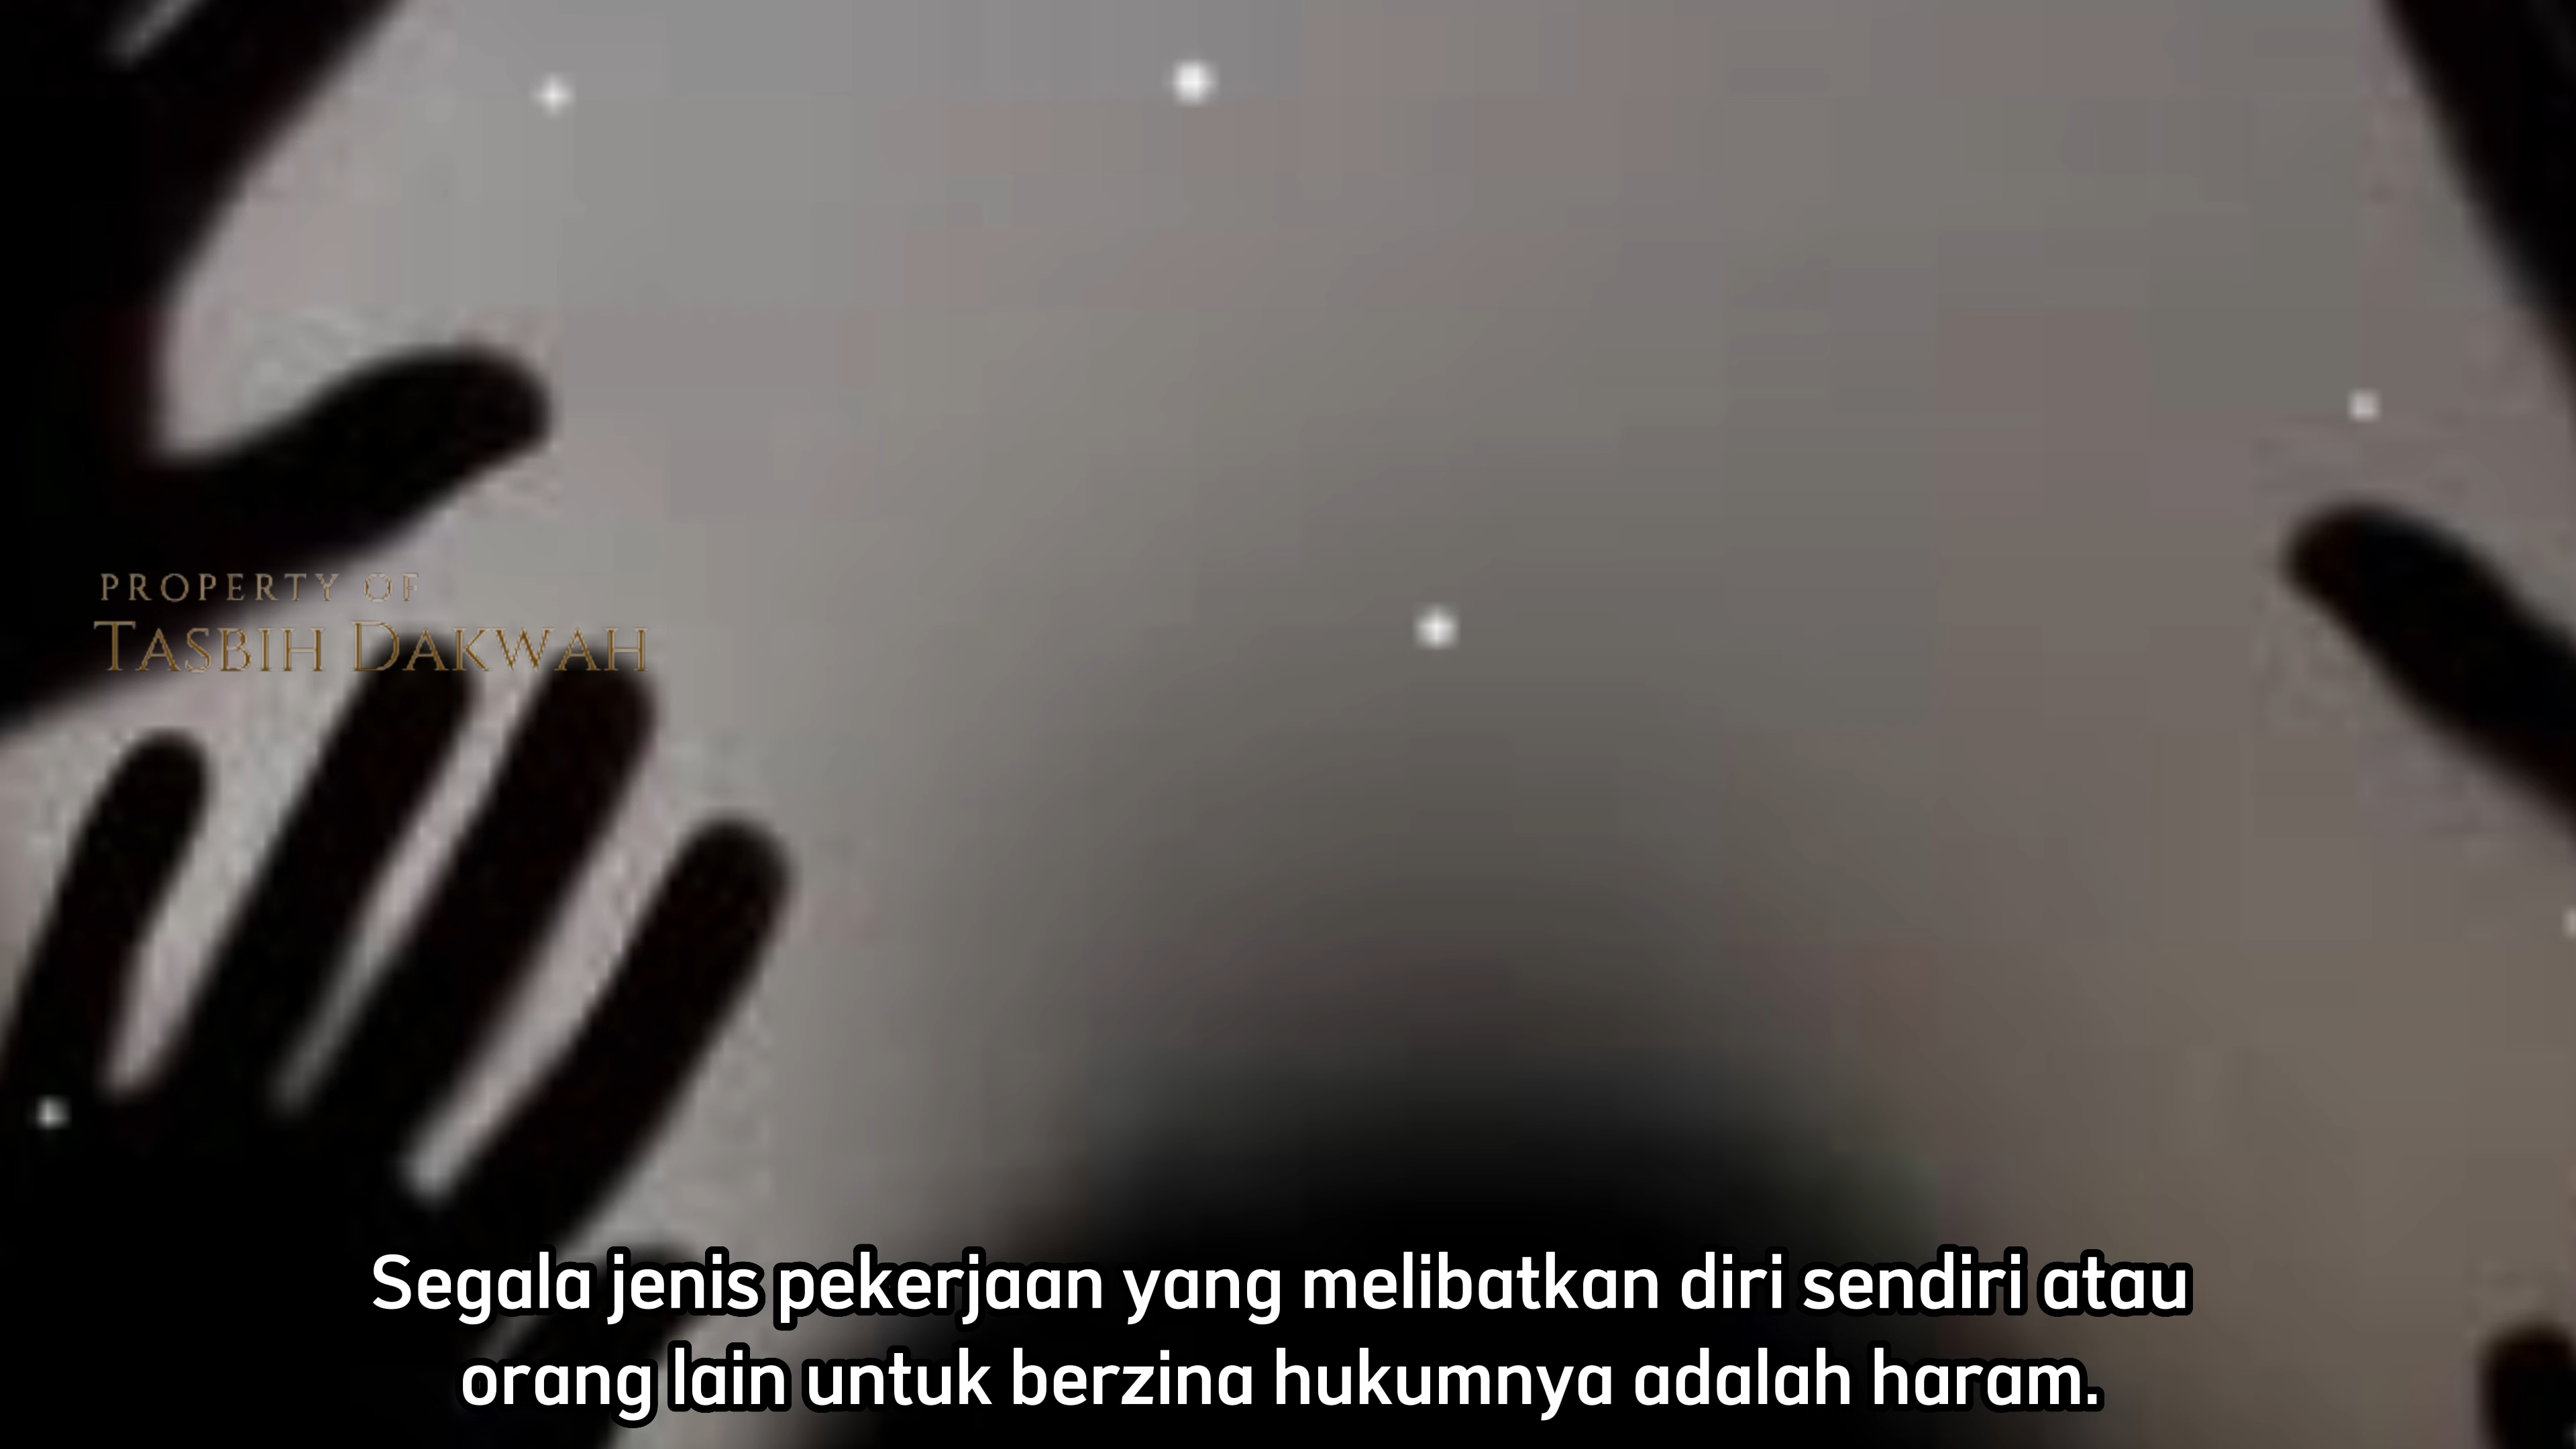 PROPERTY OF
TASBIH DAKWAH
Segala jenis pekerjaan yang melibatkan diri sendiri atau
orang lain untuk berzina hukumnya adalah haram.